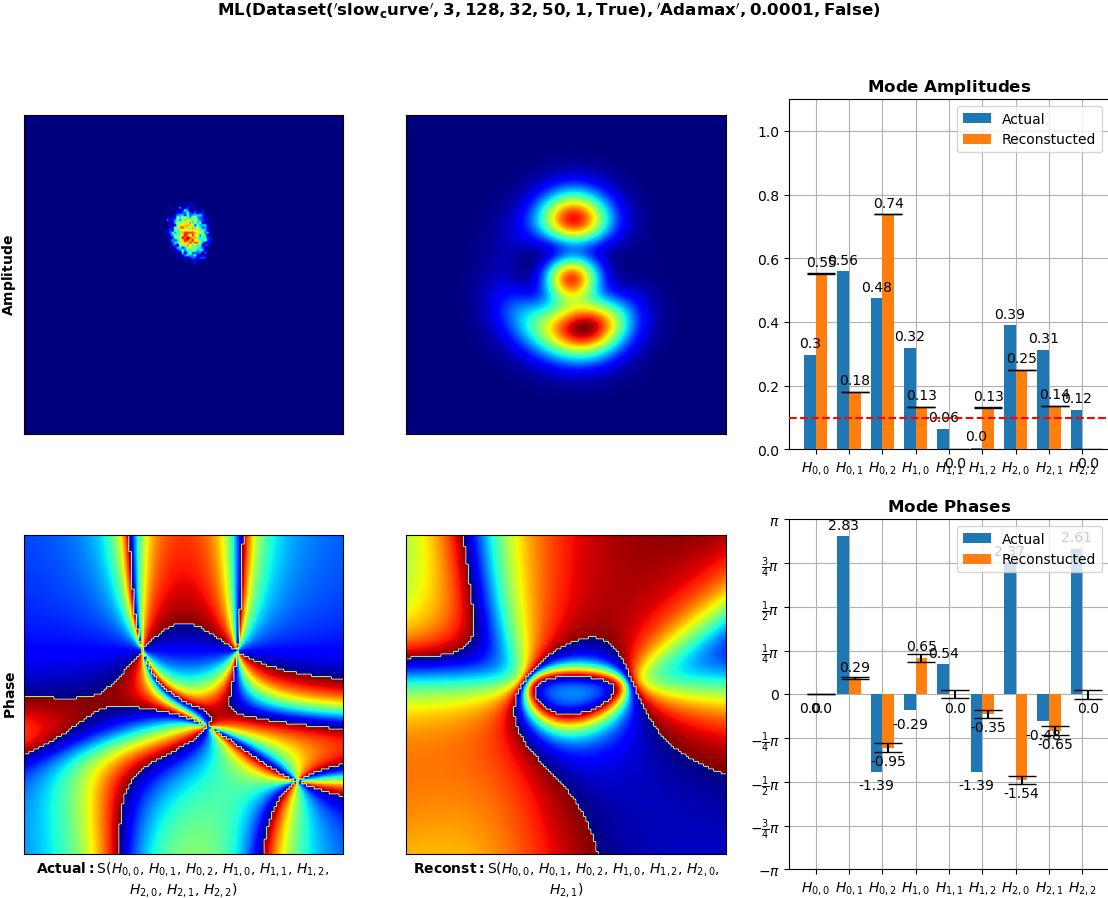 ML(Dataset(′slow_curve′, 3, 128, 32, 50, 1, True), ′Adamax′, 0.0001, False)
Amplitude
Mode Amplitudes
Actual
Reconstucted
1.0
0.8
0.6
0.4
0.2
0.0
0.3
0.55
0.56
0.18
0.48
0.74
0.32
0.13
0.06
0.0
0.0
0.13
0.39
0.25
0.31
0.14
0.12
0.0
H0,0 H0,1 H0,2 H1,0 H1,1 H1,2 H2,0 H2,1 H2,2
Phase
Mode Phases
Actual
Reconstucted
π
3/4π
1/2π
1/4π
0
−1/4π
−1/2π
−3/4π
−π
0.0
0.0
2.83
0.29
-1.39
-0.95
-0.29
0.65
0.54
0.0
-1.39
-0.35
2.37
-1.54
-0.48
-0.65
2.61
0.0
H0,0 H0,1 H0,2 H1,0 H1,1 H1,2 H2,0 H2,1 H2,2
Actual: S(H0,0, H0,1, H0,2, H1,0, H1,1, H1,2,
H2,0, H2,1, H2,2)
Reconst: S(H0,0, H0,1, H0,2, H1,0, H1,2, H2,0,
H2,1)